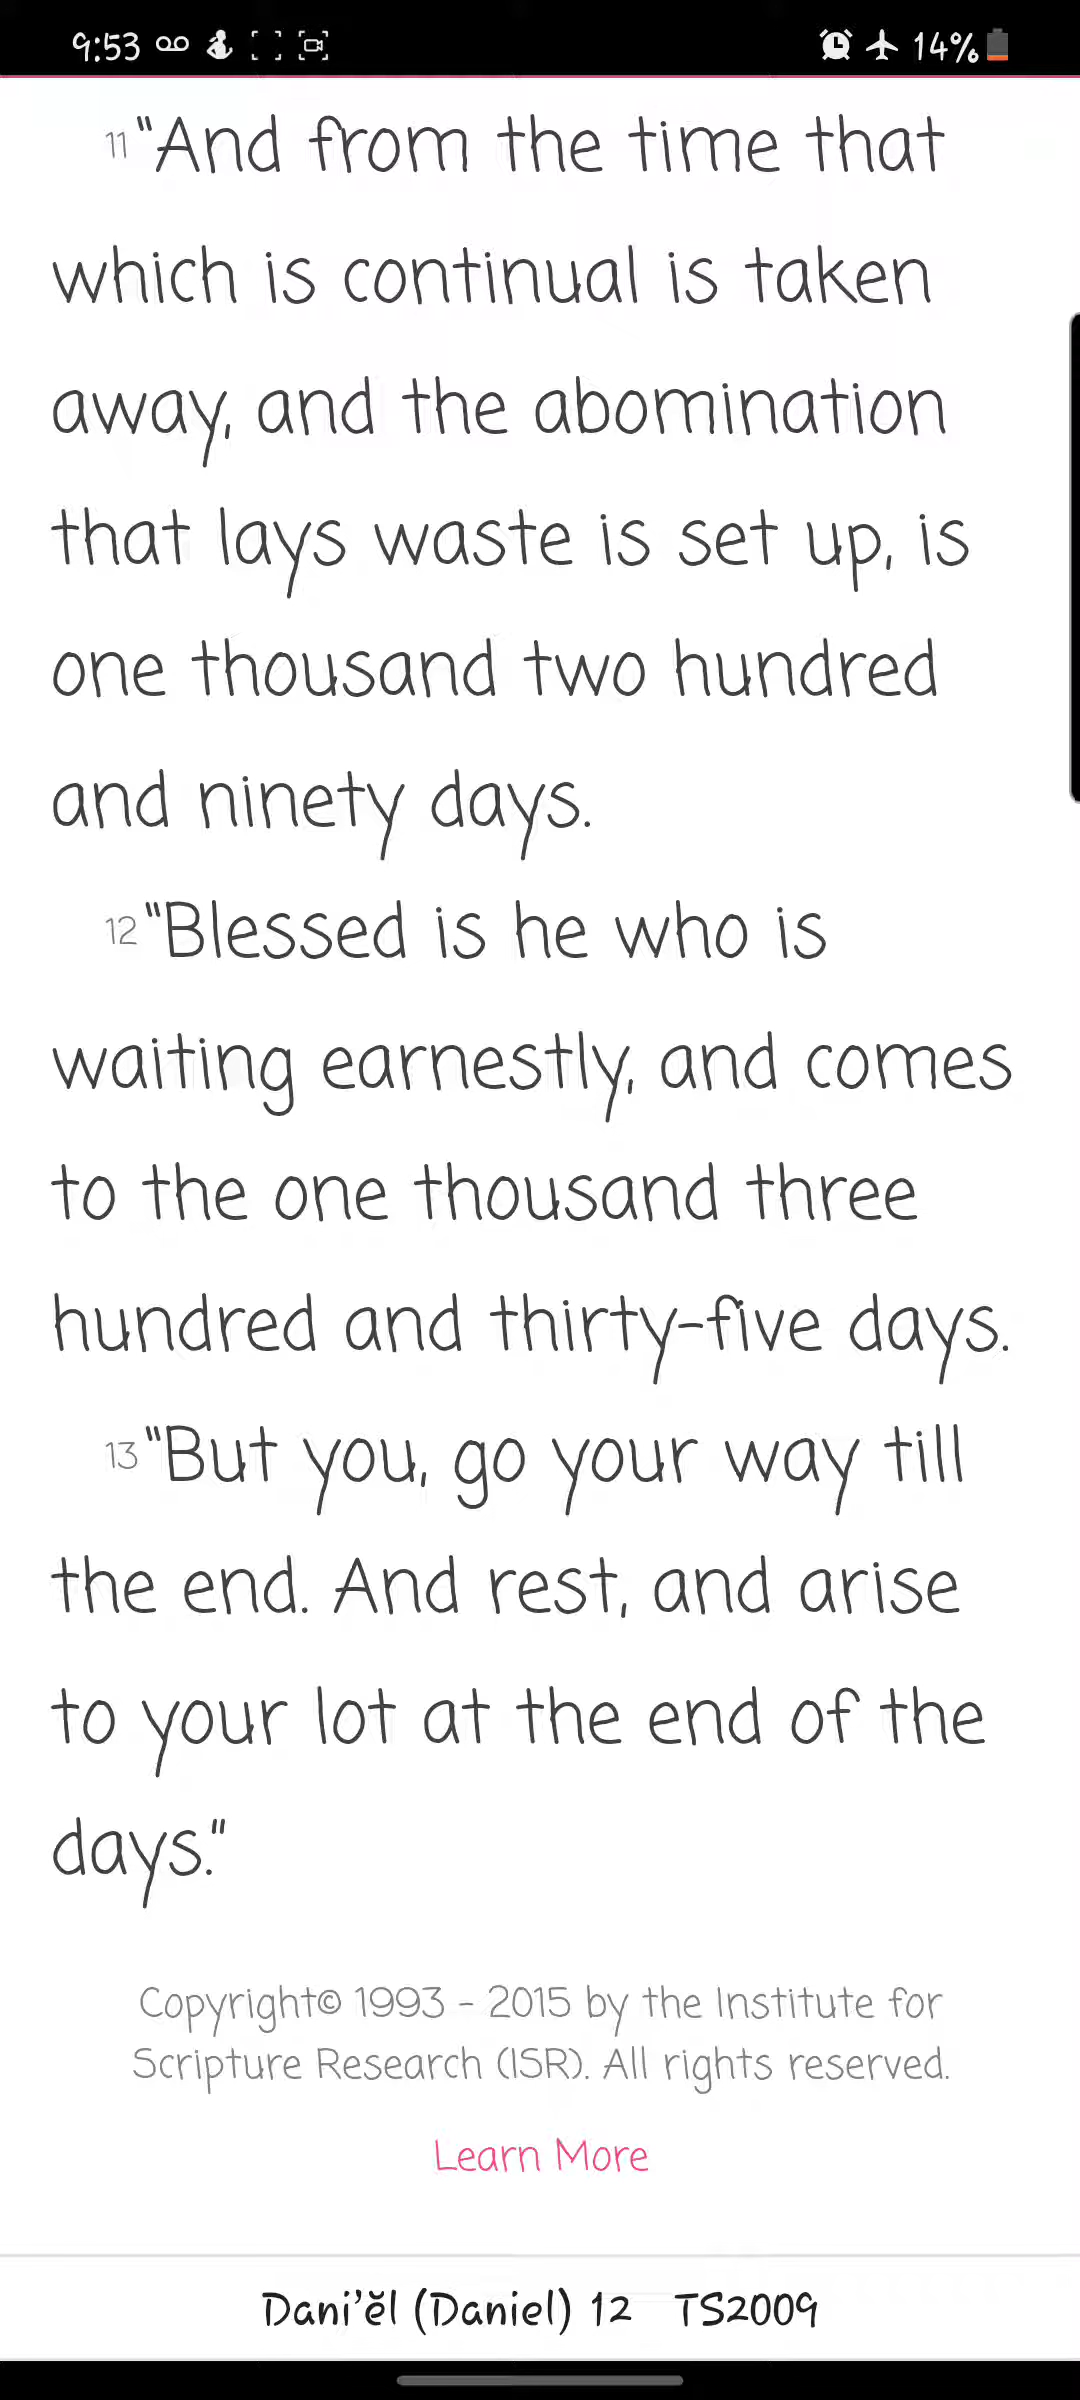 9:53 14%
11 "And from the time that
which is continual is taken
away, and the abomination
that lays waste is set up, is
one thousand two hundred
and ninety days.
12 "Blessed is he who is
waiting earnestly, and comes
to the one thousand three
hundred and thirty-five days.
13 "But you, go your way till
the end. And rest, and arise
to your lot at the end of the
days."
Copyright© 1993 - 2015 by the Institute for
Scripture Research (ISR). All rights reserved.
Learn More
Dani’ĕl (Daniel) 12 TS2009